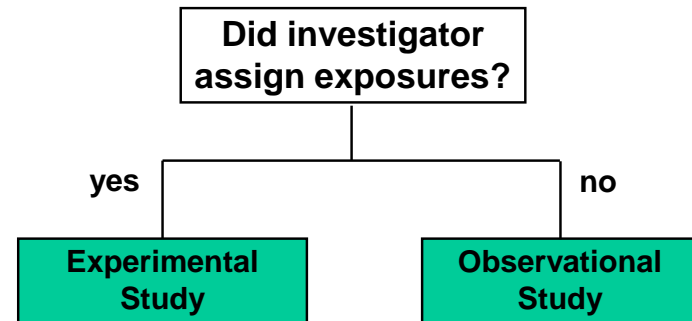 Did investigator
assign exposures?
yes
no
Experimental
Study
Observational
Study